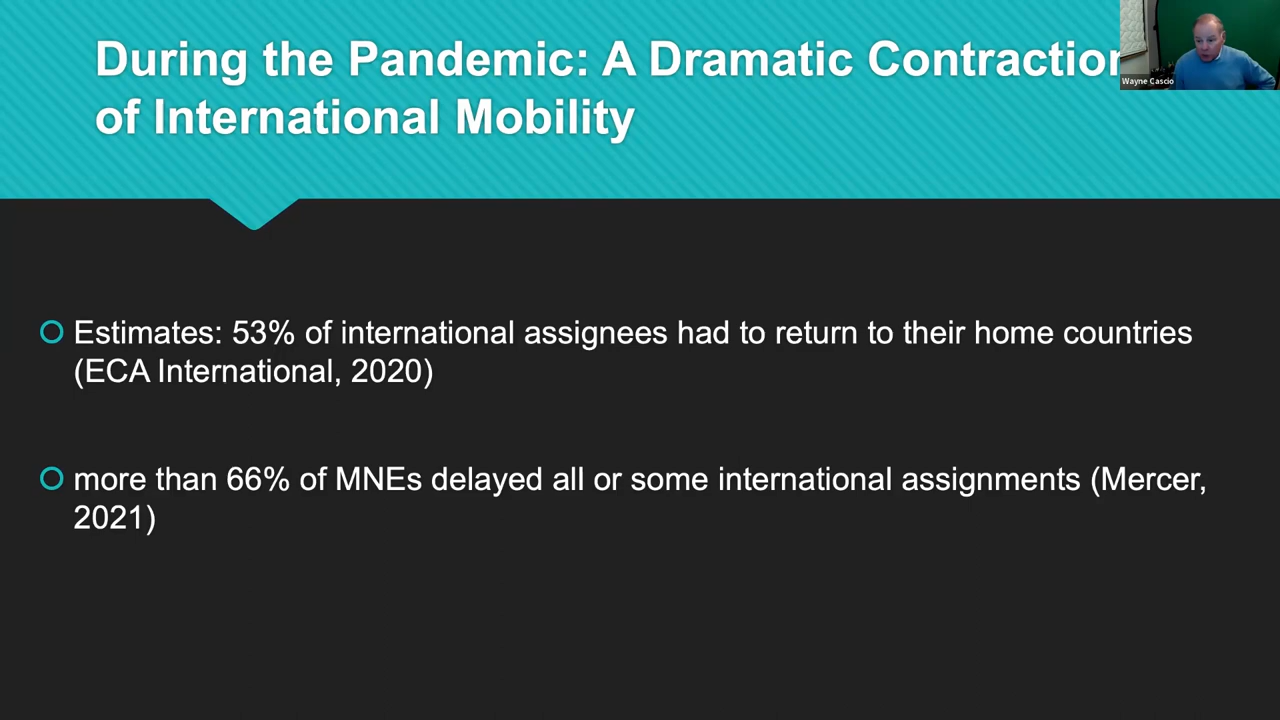 During the Pandemic: A Dramatic Contraction
of International Mobility
Wayne Cascio
Estimates: 53% of international assignees had to return to their home countries
(ECA International, 2020)
more than 66% of MNEs delayed all or some international assignments (Mercer,
2021)